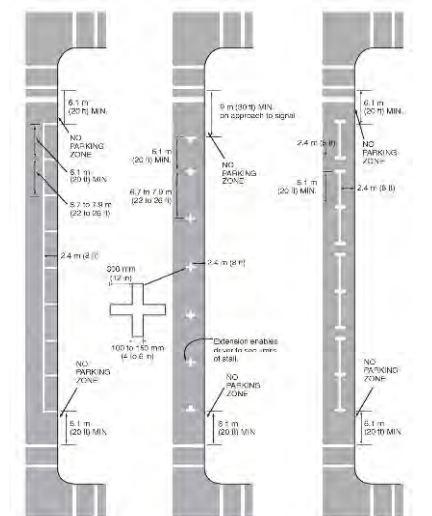 6.1 m
(20 ft) MIN.
NO
PARKING
ZONE
6.1 m
(20 ft) MIN
6.7 to 7.9 m
(22 to 26 ft)
2.4 m (8 ft)
NO
PARKING
ZONE
6.1 m
(20 ft) MIN
9 m (30 ft) MIN.
on approach to signal
6.1 m
(20 ft) MIN.
NO
PARKING
ZONE
6.7 to 7.9 m
(22 to 26 ft)
2.4 m (8 ft)
300 mm
(12 in)
100 to 150 mm
(4 to 6 in)
Extension enables
driver to see
of stall.
NO
PARKING
ZONE
6.1 m
(20 ft) MIN
6.1 m
(20 ft) MIN.
2.4 m (8 ft)
NO
PARKING
ZONE
6.1 m
(20 ft) MIN.
2.4 m (8 ft)
NO
PARKING
ZONE
6.1 m
(20 ft) MIN.